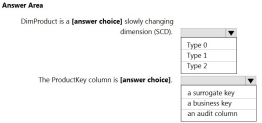 Answer Area
DimProduct is a [answer choice] slowly changing
dimension (SCD).
Type 0
Type 1
Type 2
The ProductKey column is [answer choice].
a surrogate key
a business key
an audit column